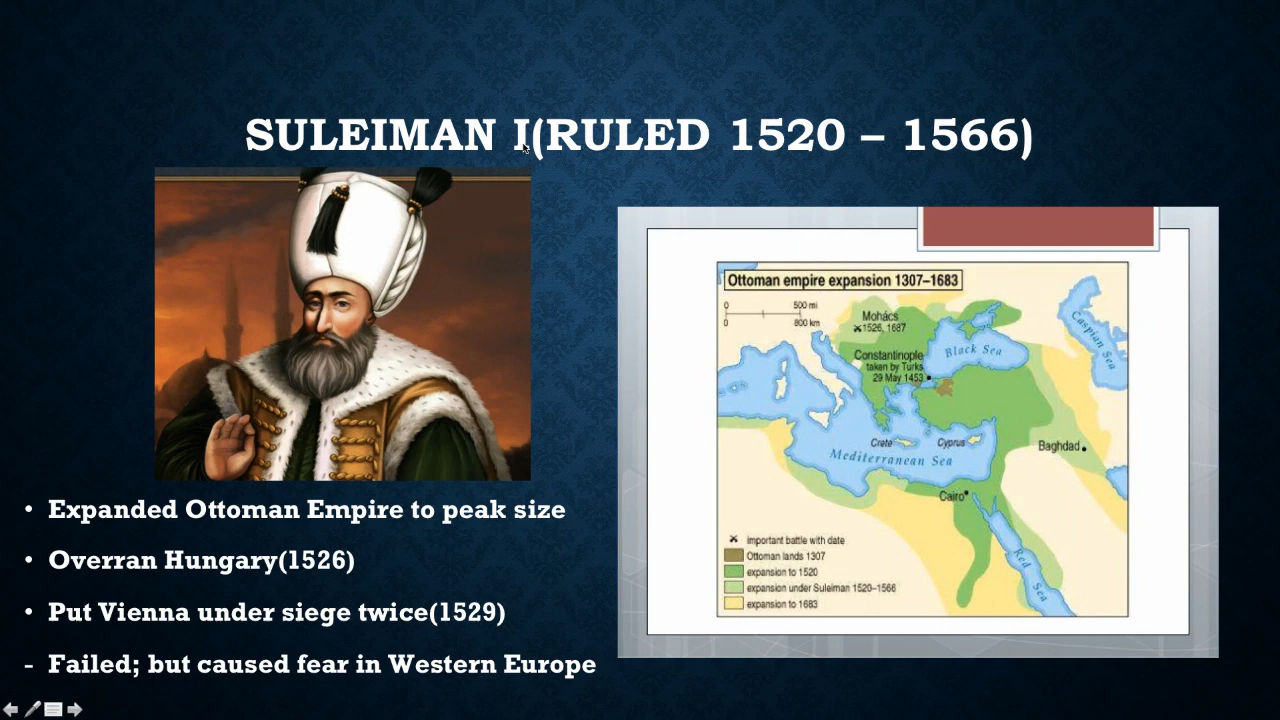 SULEIMAN I(RULED 1520 – 1566)
Ottoman empire expansion 1307–1683
0 500 mi
0 800 km
Mohács
1526, 1687
Constantinople
taken by Turks
29 May 1453
Black Sea
Caspian Sea
Crete
Cyprus
Mediterranean Sea
Baghdad
Cairo
Red Sea
important battle with date
Ottoman lands 1307
expansion to 1520
expansion under Suleiman 1520–1566
expansion to 1683
• Expanded Ottoman Empire to peak size
• Overran Hungary(1526)
• Put Vienna under siege twice(1529)
- Failed; but caused fear in Western Europe